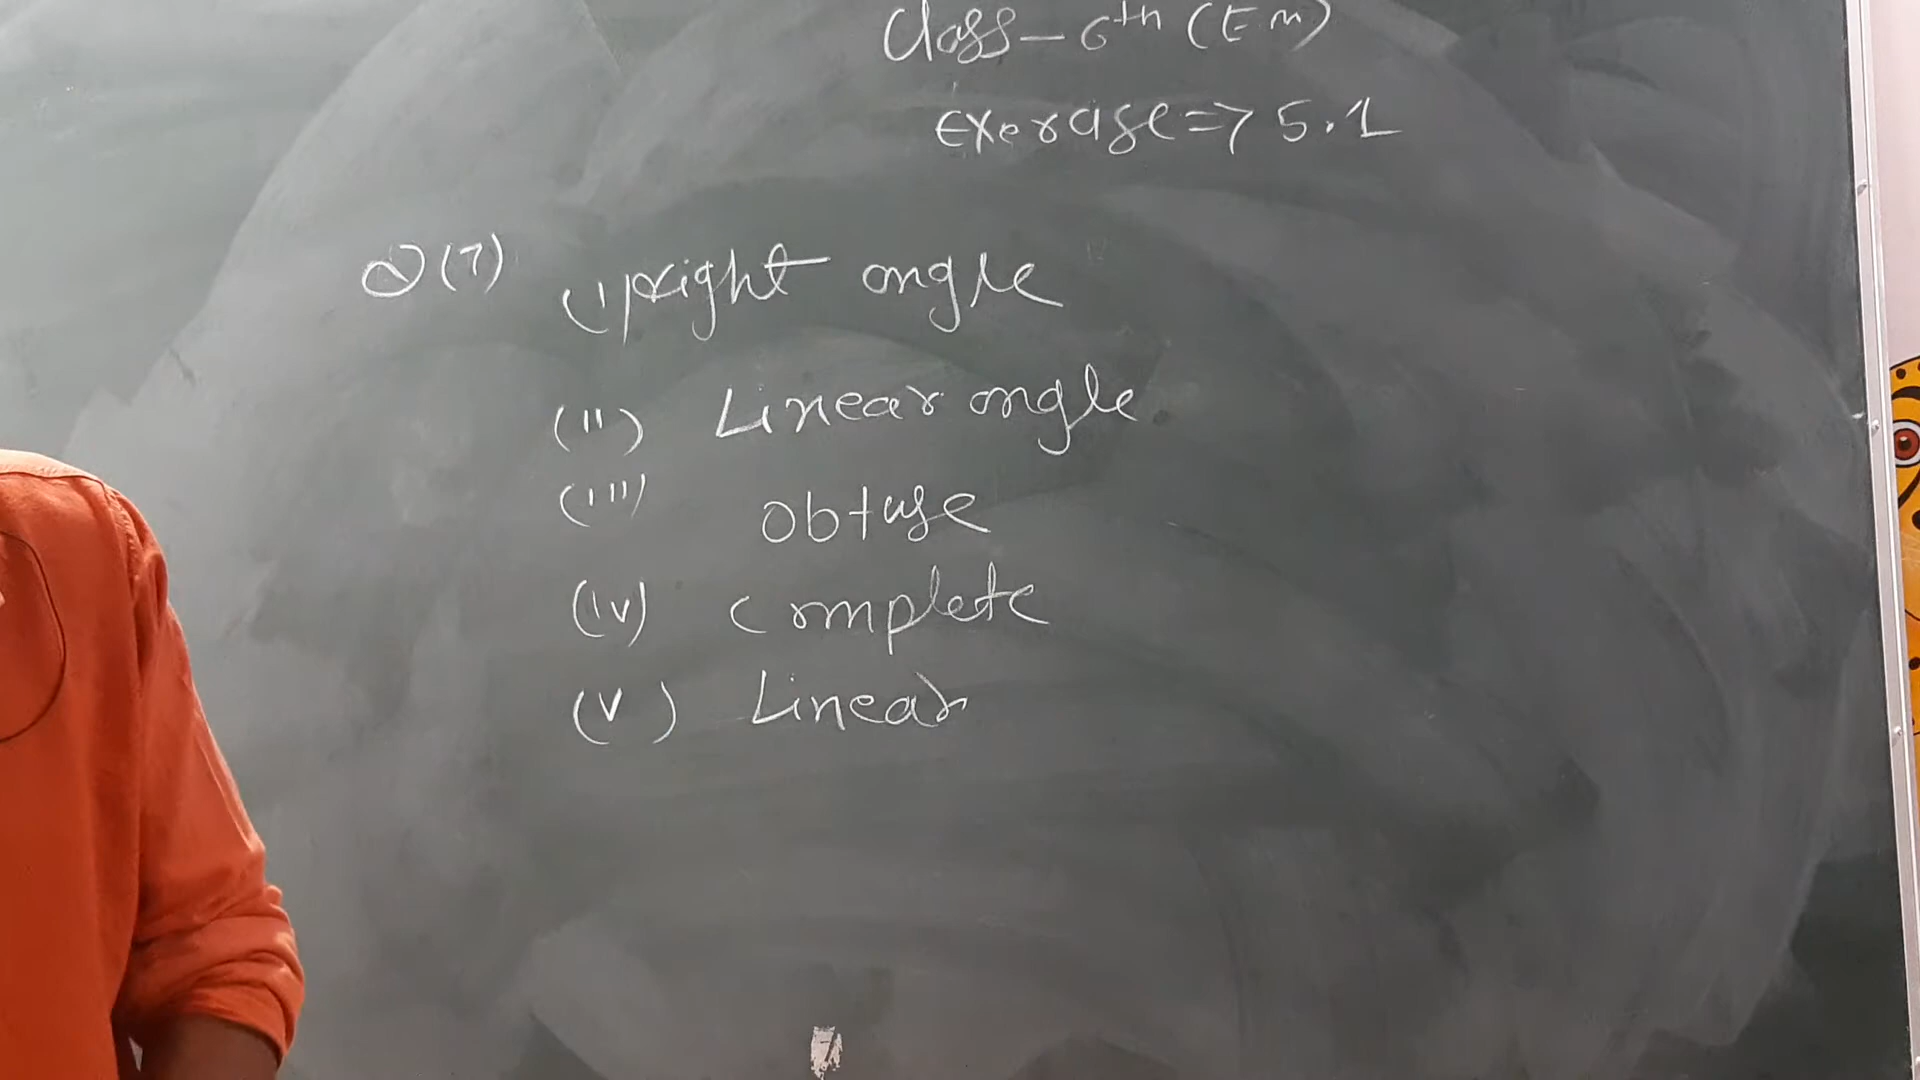 Class - 6th (Em)
Exerase => 5.1
Q(7) (i) Right angle
(ii) Linear angle
(iii) obtuse
(iv) complete
(v) Linear